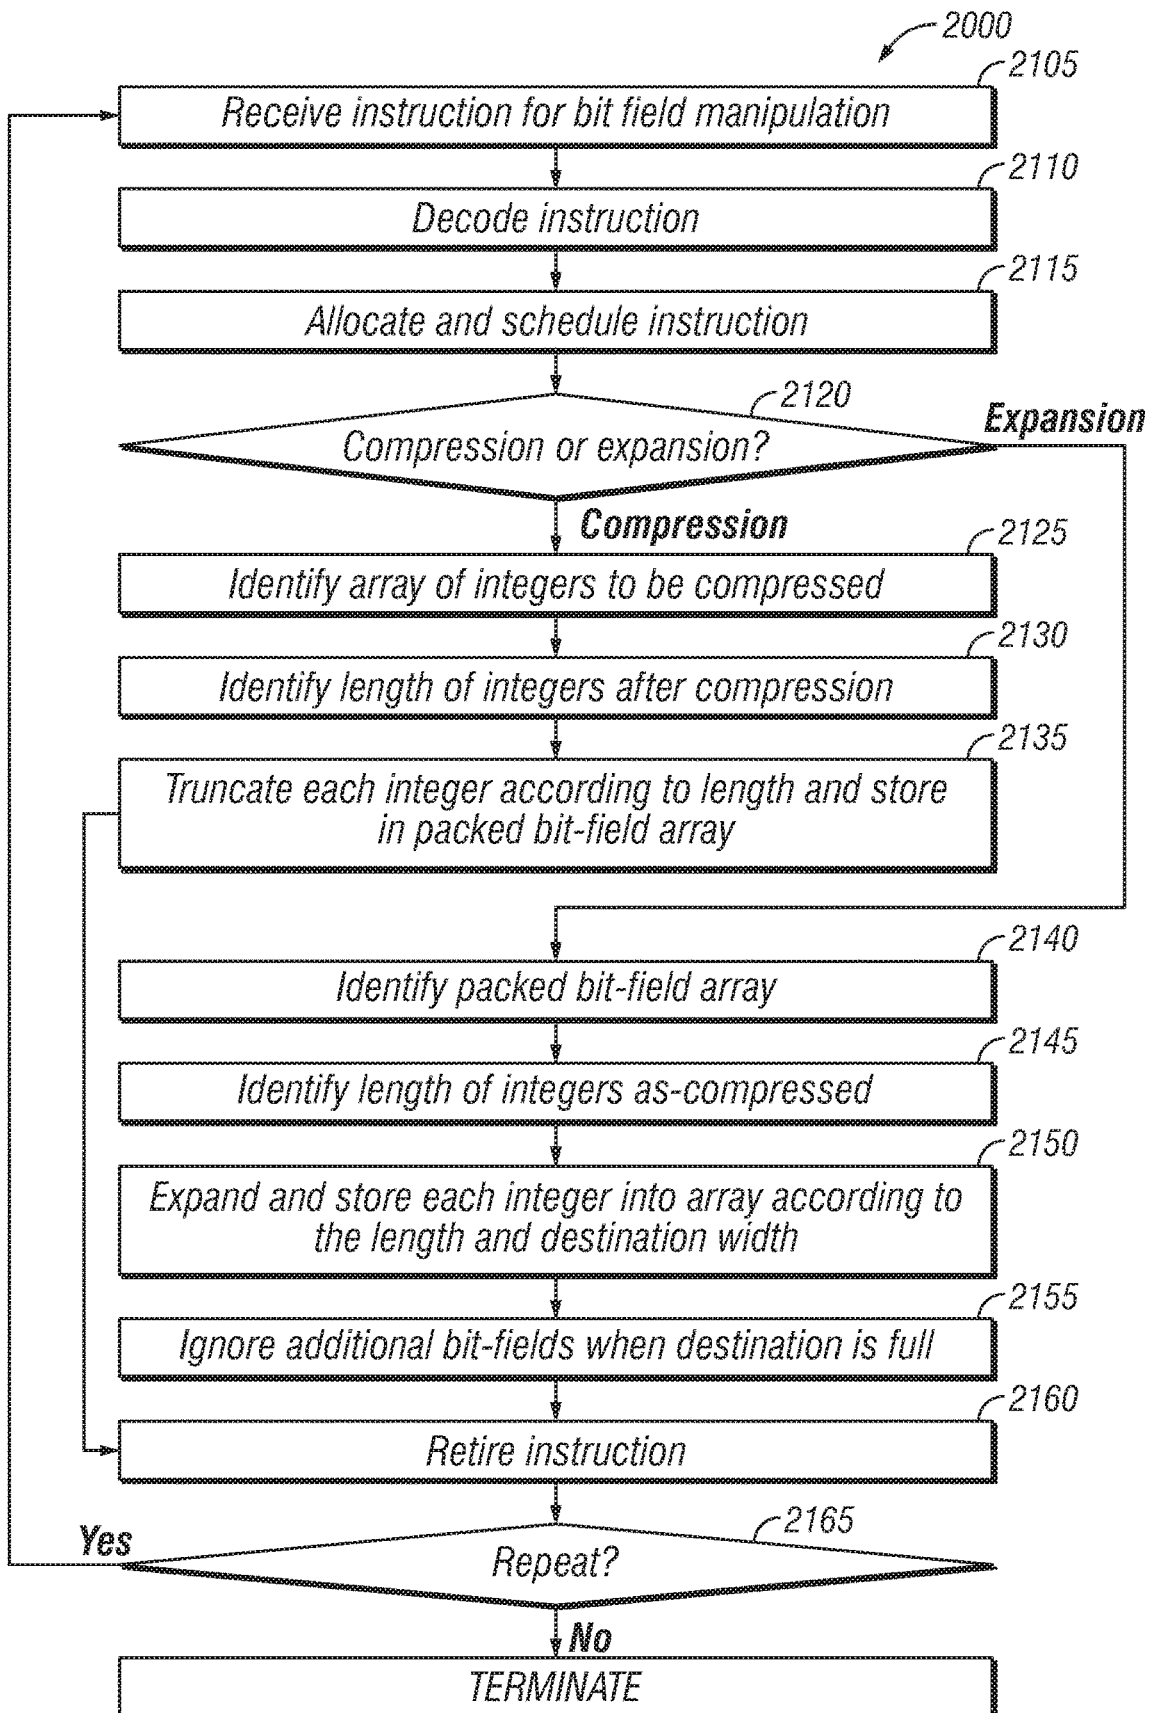 2000
2105
Receive instruction for bit field manipulation
2110
Decode instruction
2115
Allocate and schedule instruction
2120
Compression or expansion?
Expansion
Compression
2125
Identify array of integers to be compressed
2130
Identify length of integers after compression
2135
Truncate each integer according to length and store
in packed bit-field array
2140
Identify packed bit-field array
2145
Identify length of integers as-compressed
2150
Expand and store each integer into array according to
the length and destination width
2155
Ignore additional bit-fields when destination is full
2160
Retire instruction
2165
Yes
Repeat?
No
TERMINATE